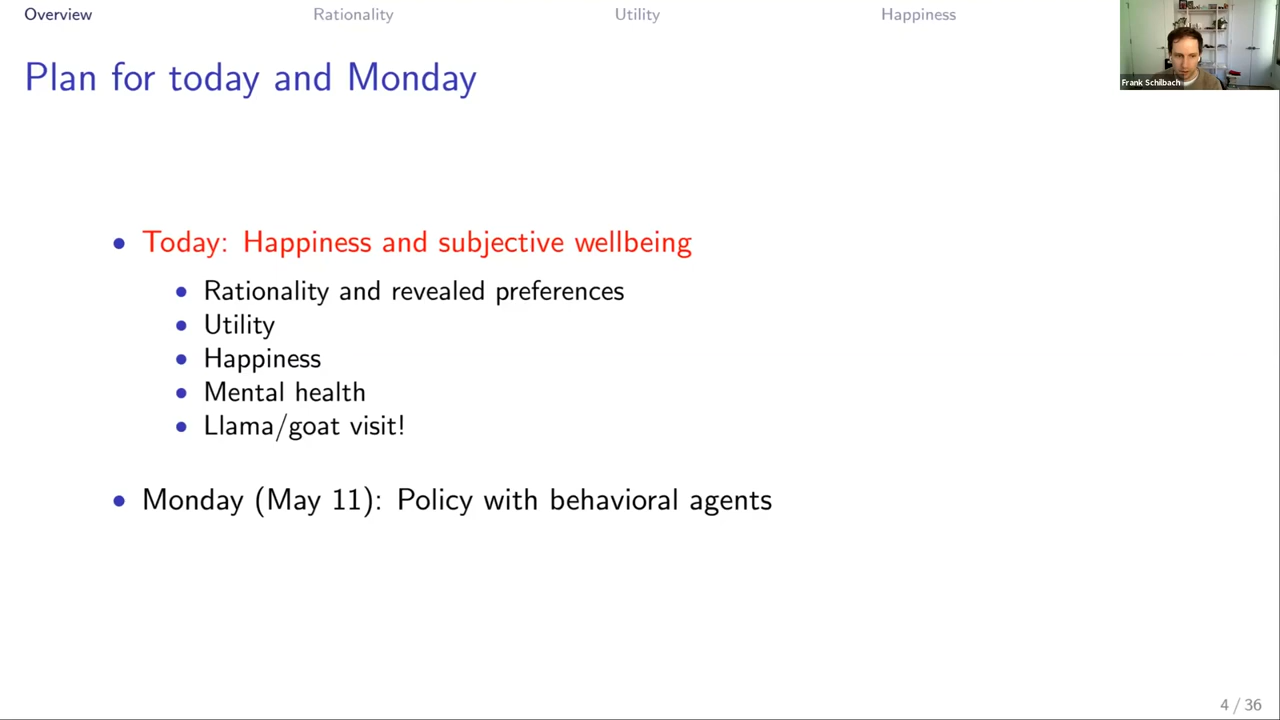 Overview Rationality Utility Happiness
Plan for today and Monday
Frank Schilbach
• Today: Happiness and subjective wellbeing
• Rationality and revealed preferences
• Utility
• Happiness
• Mental health
• Llama/goat visit!
• Monday (May 11): Policy with behavioral agents
4 / 36